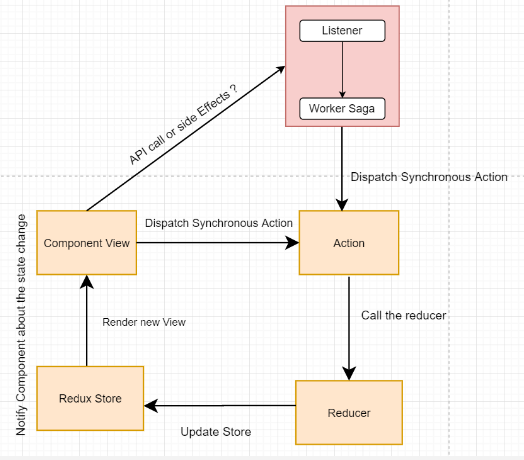 Listener
Worker Saga
API call or side Effects ?
Dispatch Synchronous Action
Dispatch Synchronous Action
Component View
Action
Notify Component about the state change
Render new View
Call the reducer
Redux Store
Reducer
Update Store